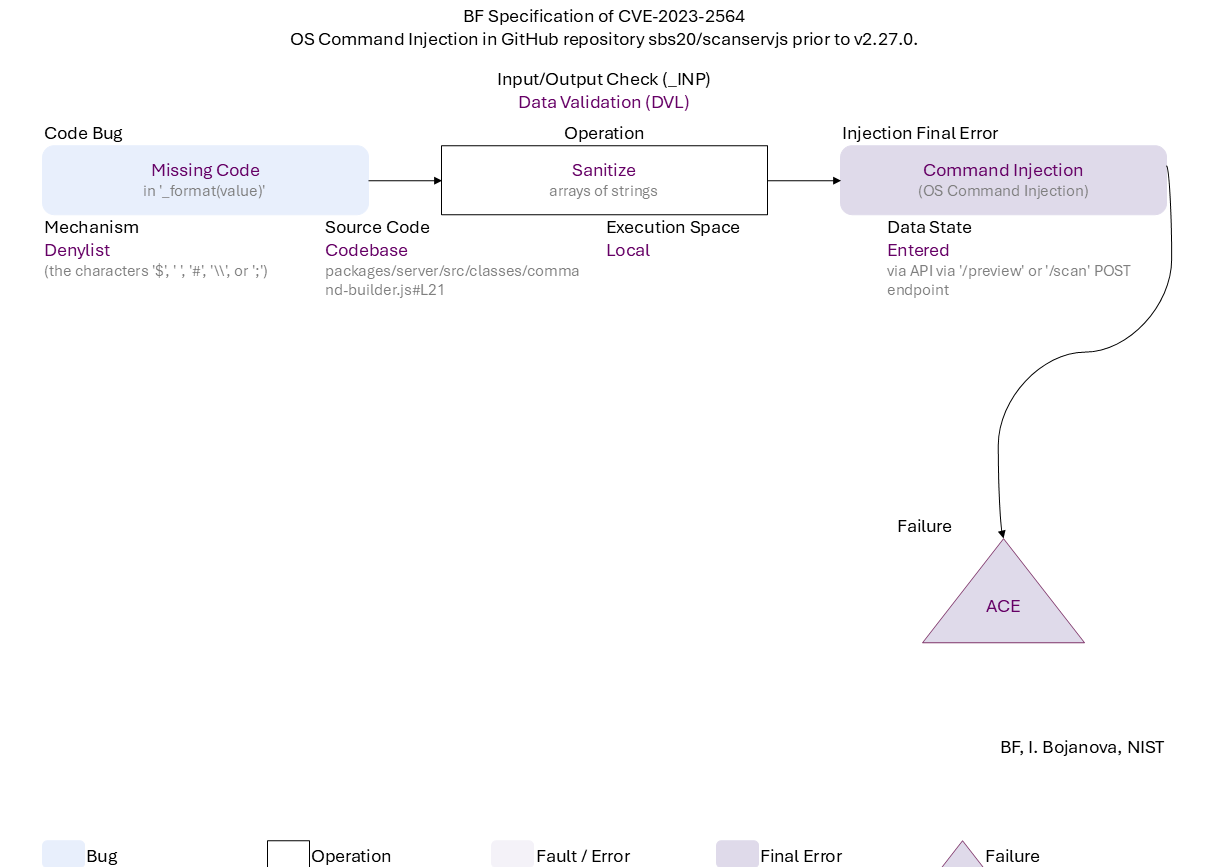 BF Specification of CVE-2023-2564
OS Command Injection in GitHub repository sbs20/scanservjs prior to v2.27.0.
Input/Output Check (_INP)
Data Validation (DVL)
Code Bug
Operation
Injection Final Error
Missing Code
in '_format(value)'
Sanitize
arrays of strings
Command Injection
(OS Command Injection)
Mechanism
Denylist
(the characters '$', ' ', '#', '\\', or ';')
Source Code
Codebase
packages/server/src/classes/comma
nd-builder.js#L21
Execution Space
Local
Data State
Entered
via API via '/preview' or '/scan' POST
endpoint
Failure
ACE
BF, I. Bojanova, NIST
Bug
Operation
Fault / Error
Final Error
Failure